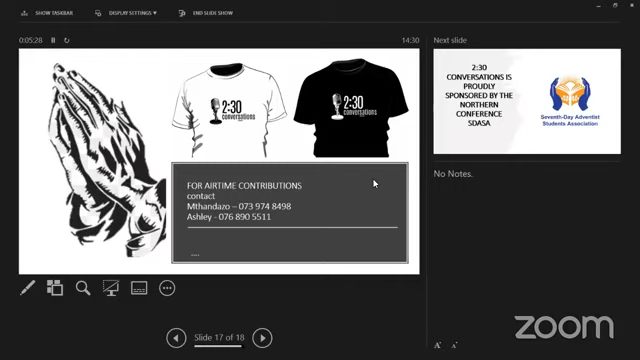 SHOW TASKBAR
DISPLAY SETTINGS
END SLIDE SHOW
0:05:28
14:30
2:30
conversations
2:30
conversations
FOR AIRTIME CONTRIBUTIONS
contact
Mthandazo – 073 974 8498
Ashley - 076 890 5511
....
Next slide
2:30
CONVERSATIONS IS
PROUDLY
SPONSORED BY THE
NORTHERN
CONFERENCE
SDASA
Seventh-Day Adventist
Students Association
No Notes.
Slide 17 of 18
A A
zoom